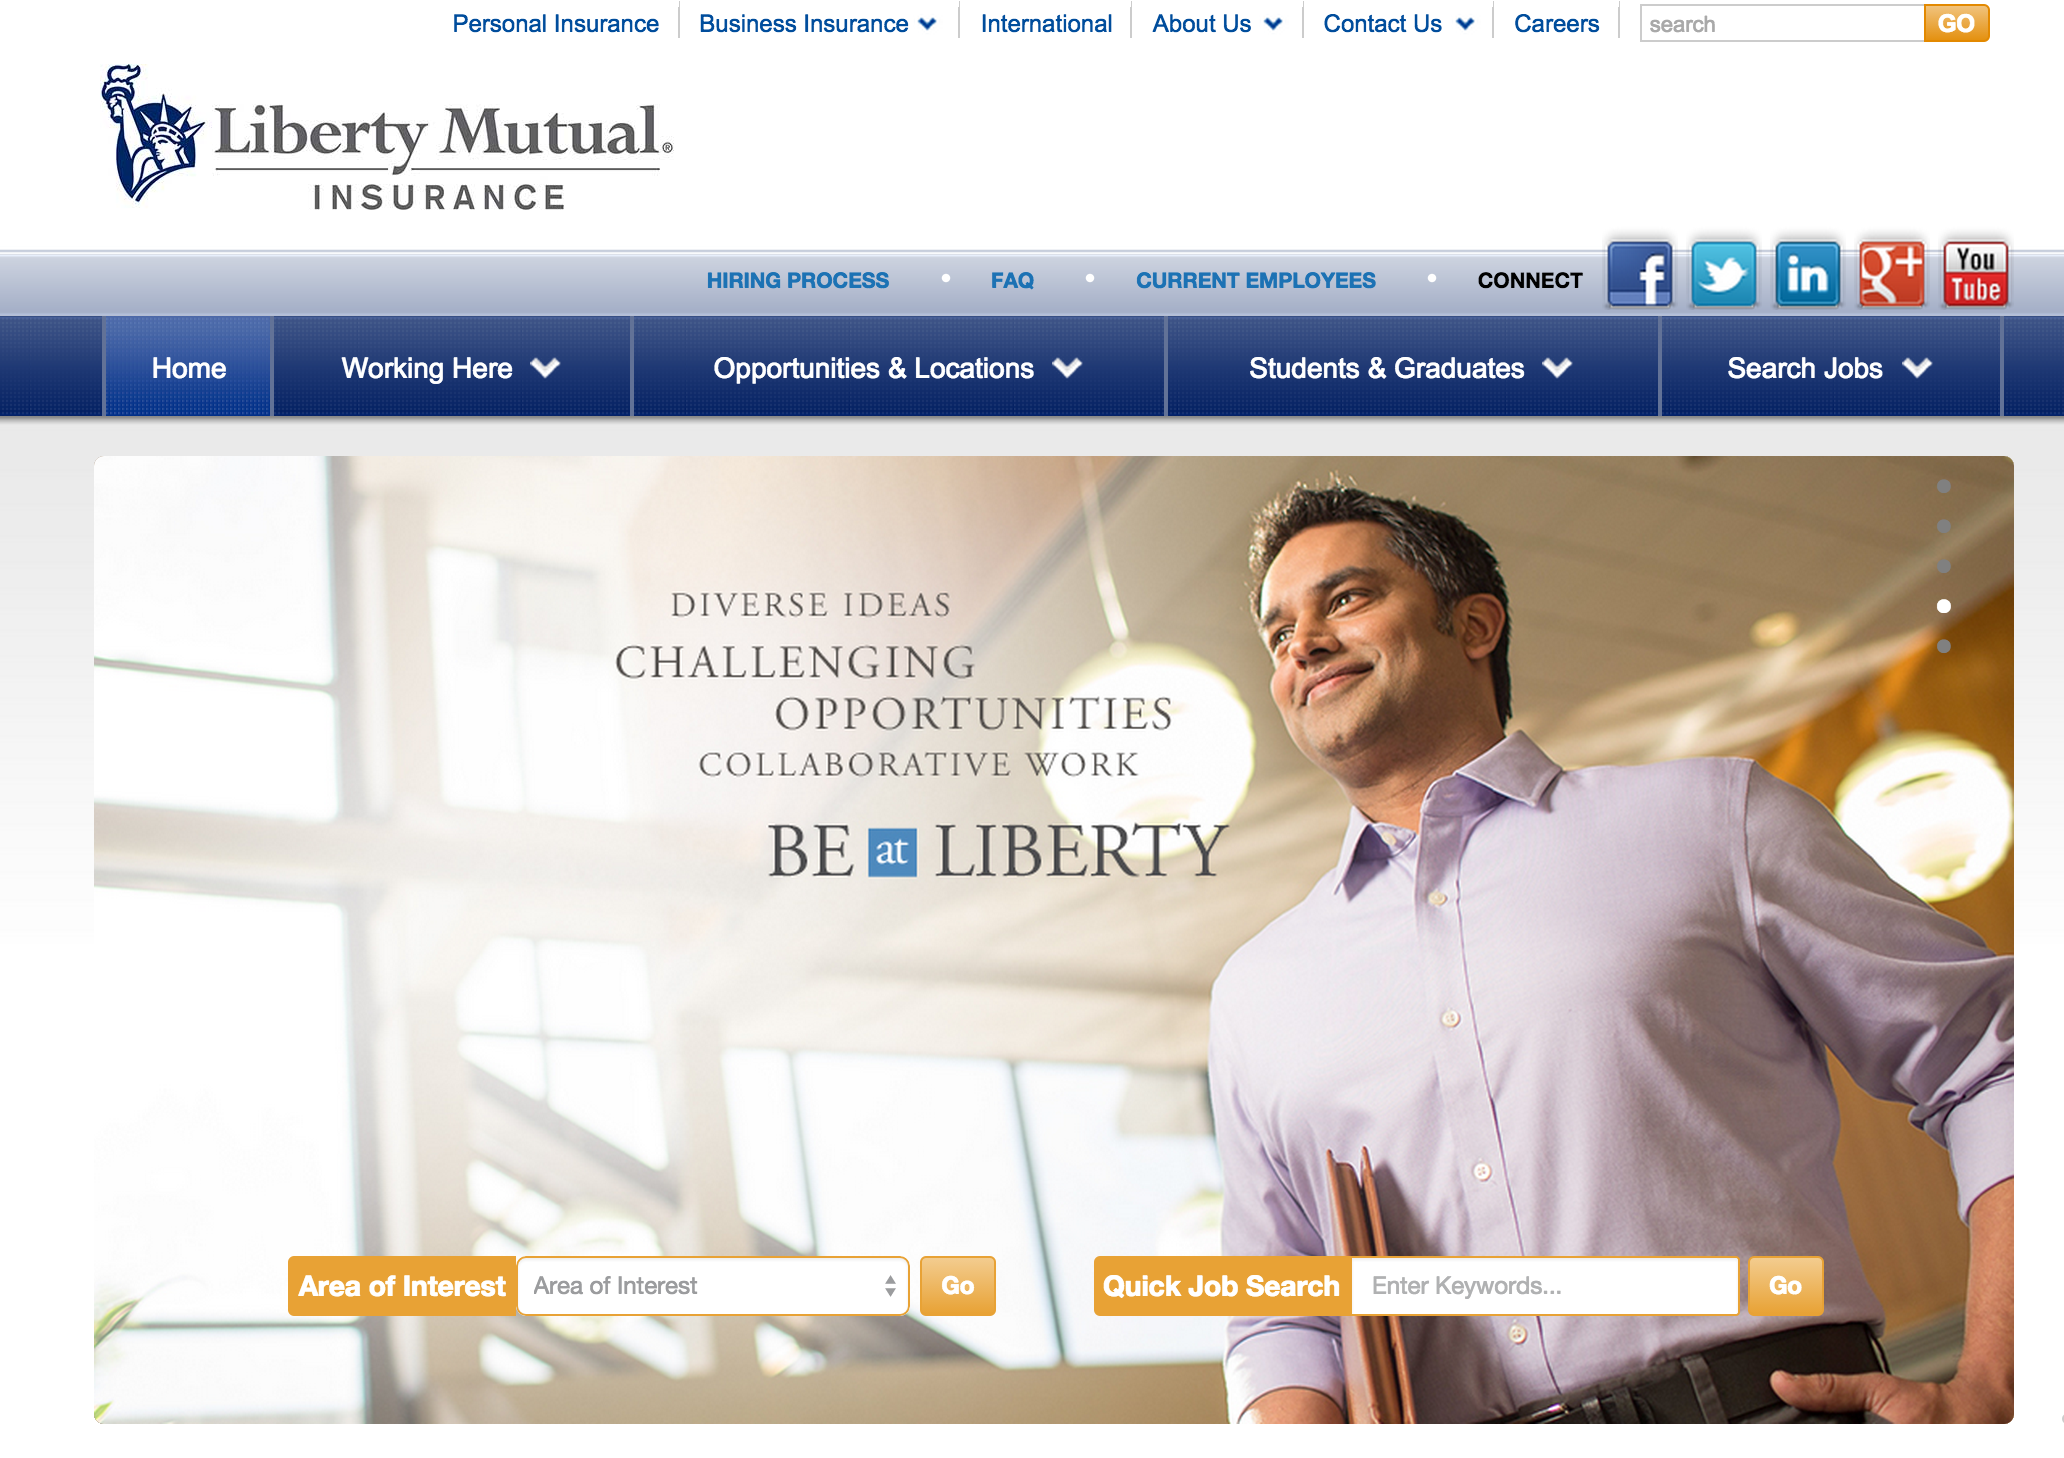 Personal Insurance Business Insurance International About Us Contact Us Careers search GO
Liberty Mutual®
INSURANCE
HIRING PROCESS • FAQ • CURRENT EMPLOYEES • CONNECT f in g+ You Tube
Home Working Here Opportunities & Locations Students & Graduates Search Jobs
DIVERSE IDEAS
CHALLENGING
OPPORTUNITIES
COLLABORATIVE WORK
BE at LIBERTY
Area of Interest Area of Interest Go Quick Job Search Enter Keywords... Go